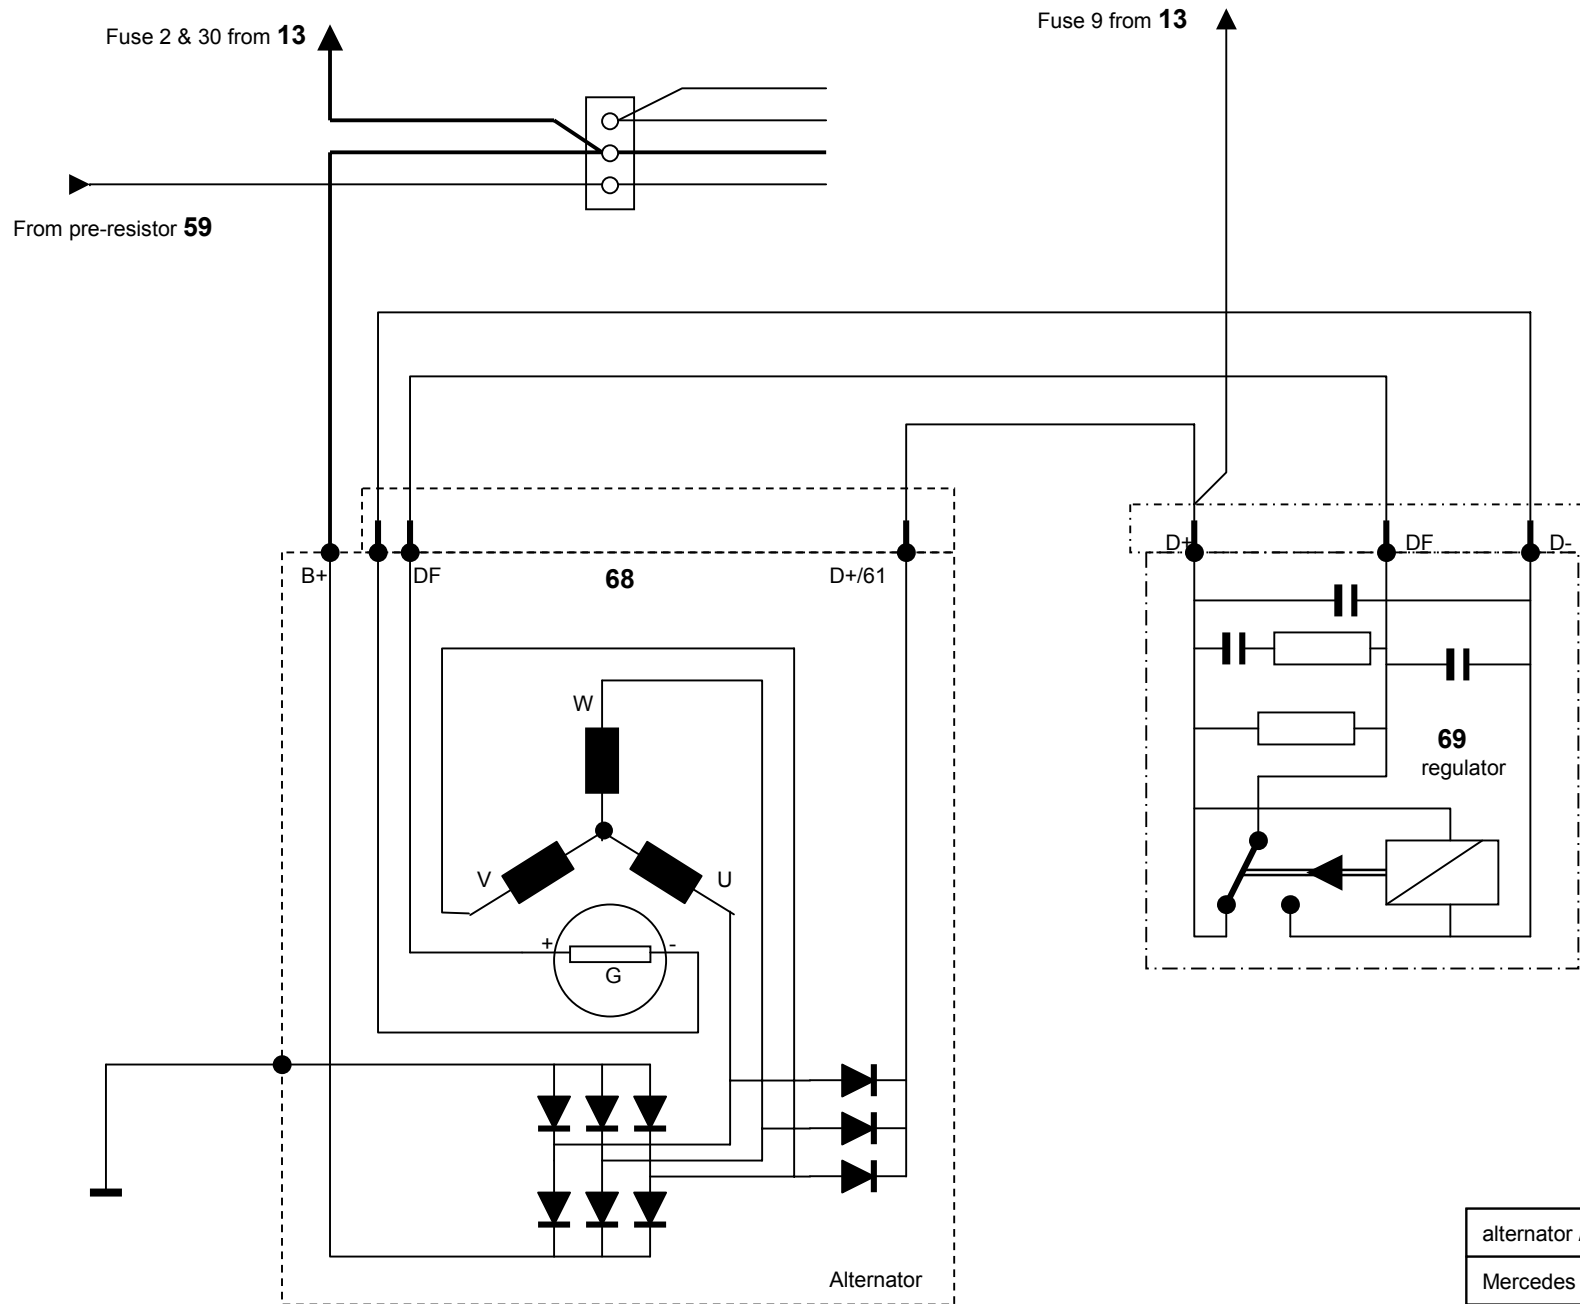 Fuse 9 from 13
Fuse 2 & 30 from 13
From pre-resistor 59
D+
DF
D-
B+
DF
68
D+/61
W
69
regulator
V
U
+
-
G
alternator
Mercedes
Alternator